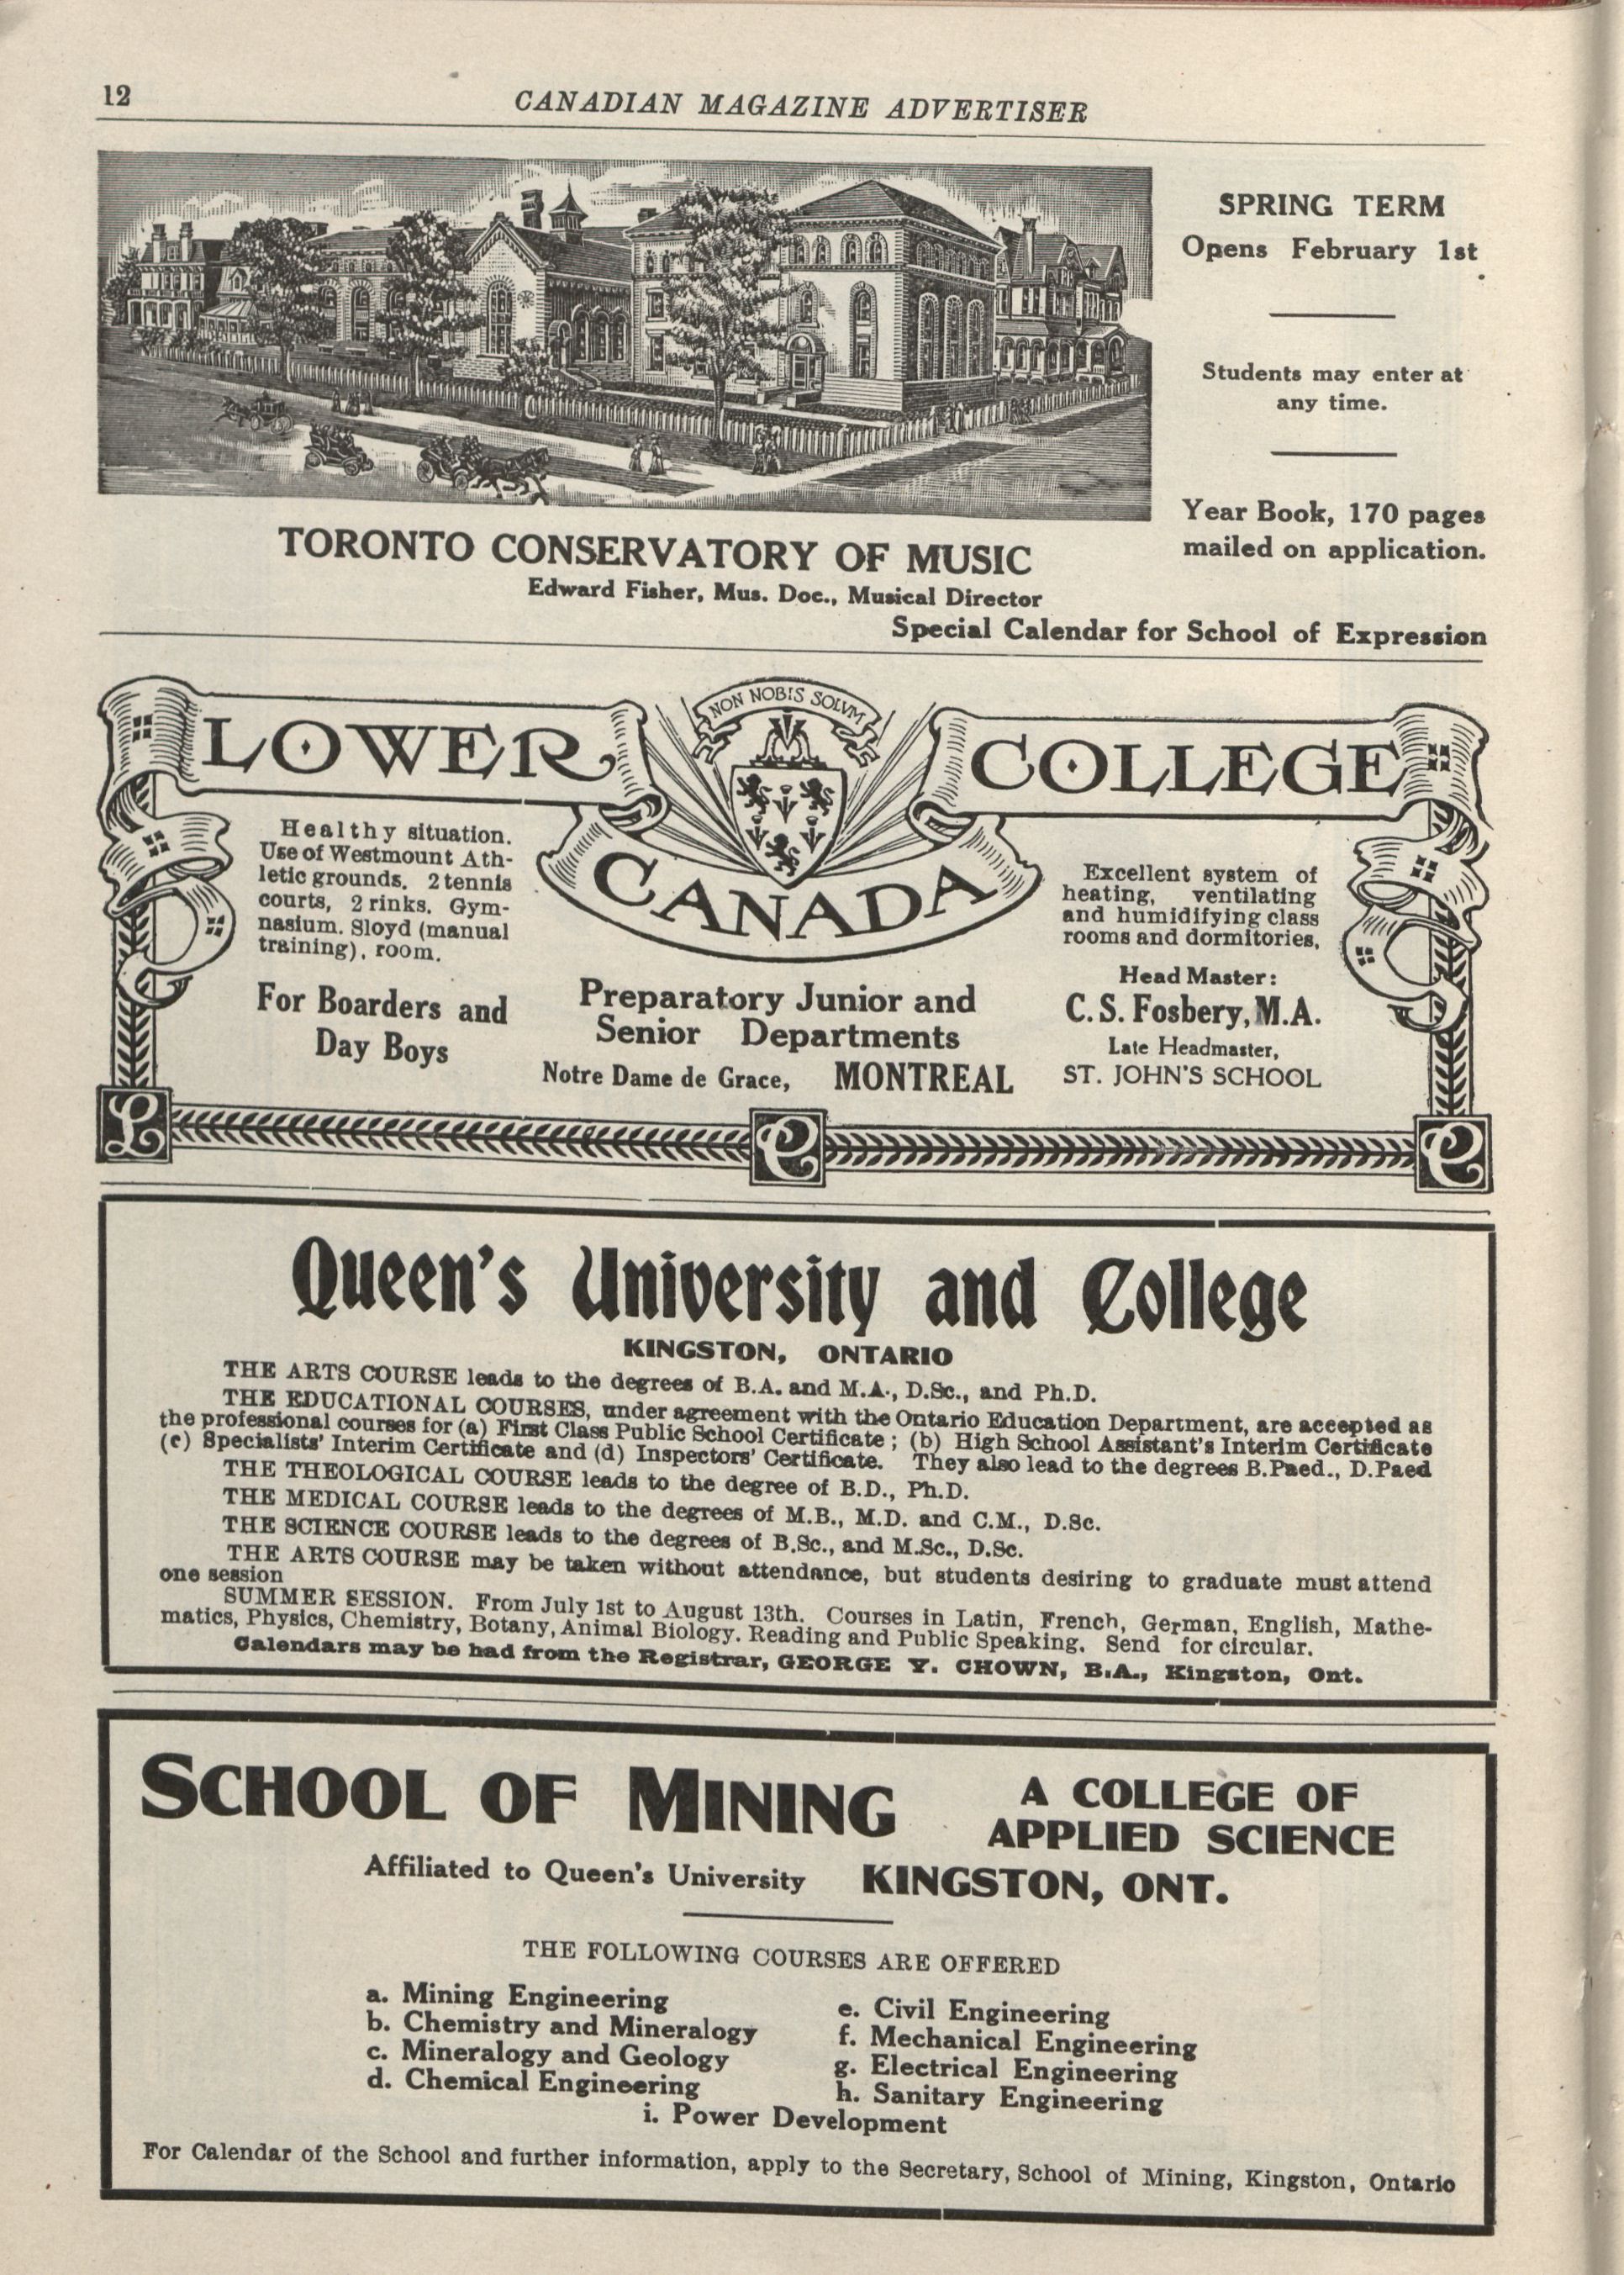 12
CANADIAN MAGAZINE ADVERTISER
SPRING TERM
Opens February 1st
Students may enter at
any time.
Year Book, 170 pages
mailed on application.
TORONTO CONSERVATORY OF MUSIC
Edward Fisher, Mus. Doc., Musical Director
Special Calendar for School of Expression
NON NOBIS SOLVM
LOWER
CANADA
COLLEGE
Healthy situation.
Use of Westmount Ath-
letic grounds. 2 tennis
courts, 2 rinks. Gym-
nasium. Sloyd (manual
training), room.
For Boarders and
Day Boys
Preparatory Junior and
Senior Departments
Notre Dame de Grace, MONTREAL
Excellent system of
heating, ventilating
and humidifying class
rooms and dormitories,
Head Master:
C. S. Fosbery, M.A.
Late Headmaster,
ST. JOHN'S SCHOOL
L C C
Queen's University and College
KINGSTON, ONTARIO
THE ARTS COURSE leads to the degrees of B.A. and M.A., D.Sc., and Ph.D.
THE EDUCATIONAL COURSES, under agreement with the Ontario Education Department, are accepted as
the professional courses for (a) First Class Public School Certificate; (b) High School Assistant's Interim Certificate
(c) Specialists' Interim Certificate and (d) Inspectors' Certificate. They also lead to the degrees B.Paed., D.Paed
THE THEOLOGICAL COURSE leads to the degree of B.D., Ph.D.
THE MEDICAL COURSE leads to the degrees of M.B., M.D. and C.M., D.Sc.
THE SCIENCE COURSE leads to the degrees of B.Sc., and M.Sc., D.Sc.
THE ARTS COURSE may be taken without attendance, but students desiring to graduate must attend
one session
SUMMER SESSION. From July 1st to August 13th. Courses in Latin, French, German, English, Mathe-
matics, Physics, Chemistry, Botany, Animal Biology. Reading and Public Speaking. Send for circular.
Calendars may be had from the Registrar, GEORGE Y. CHOWN, B.A., Kingston, Ont.
SCHOOL OF MINING
A COLLEGE OF
APPLIED SCIENCE
Affiliated to Queen's University
KINGSTON, ONT.
THE FOLLOWING COURSES ARE OFFERED
a. Mining Engineering
b. Chemistry and Mineralogy
c. Mineralogy and Geology
d. Chemical Engineering
e. Civil Engineering
f. Mechanical Engineering
g. Electrical Engineering
h. Sanitary Engineering
i. Power Development
For Calendar of the School and further information, apply to the Secretary, School of Mining, Kingston, Ontario